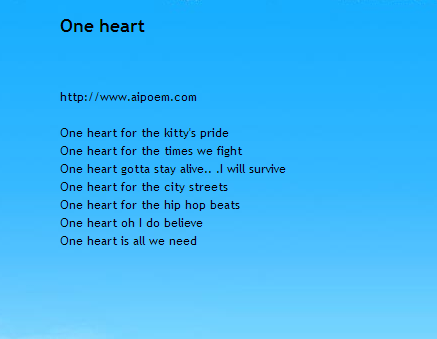 One heart
http://www.aipoem.com
One heart for the kitty's pride
One heart for the times we fight
One heart gotta stay alive.. .I will survive
One heart for the city streets
One heart for the hip hop beats
One heart oh I do believe
One heart is all we need